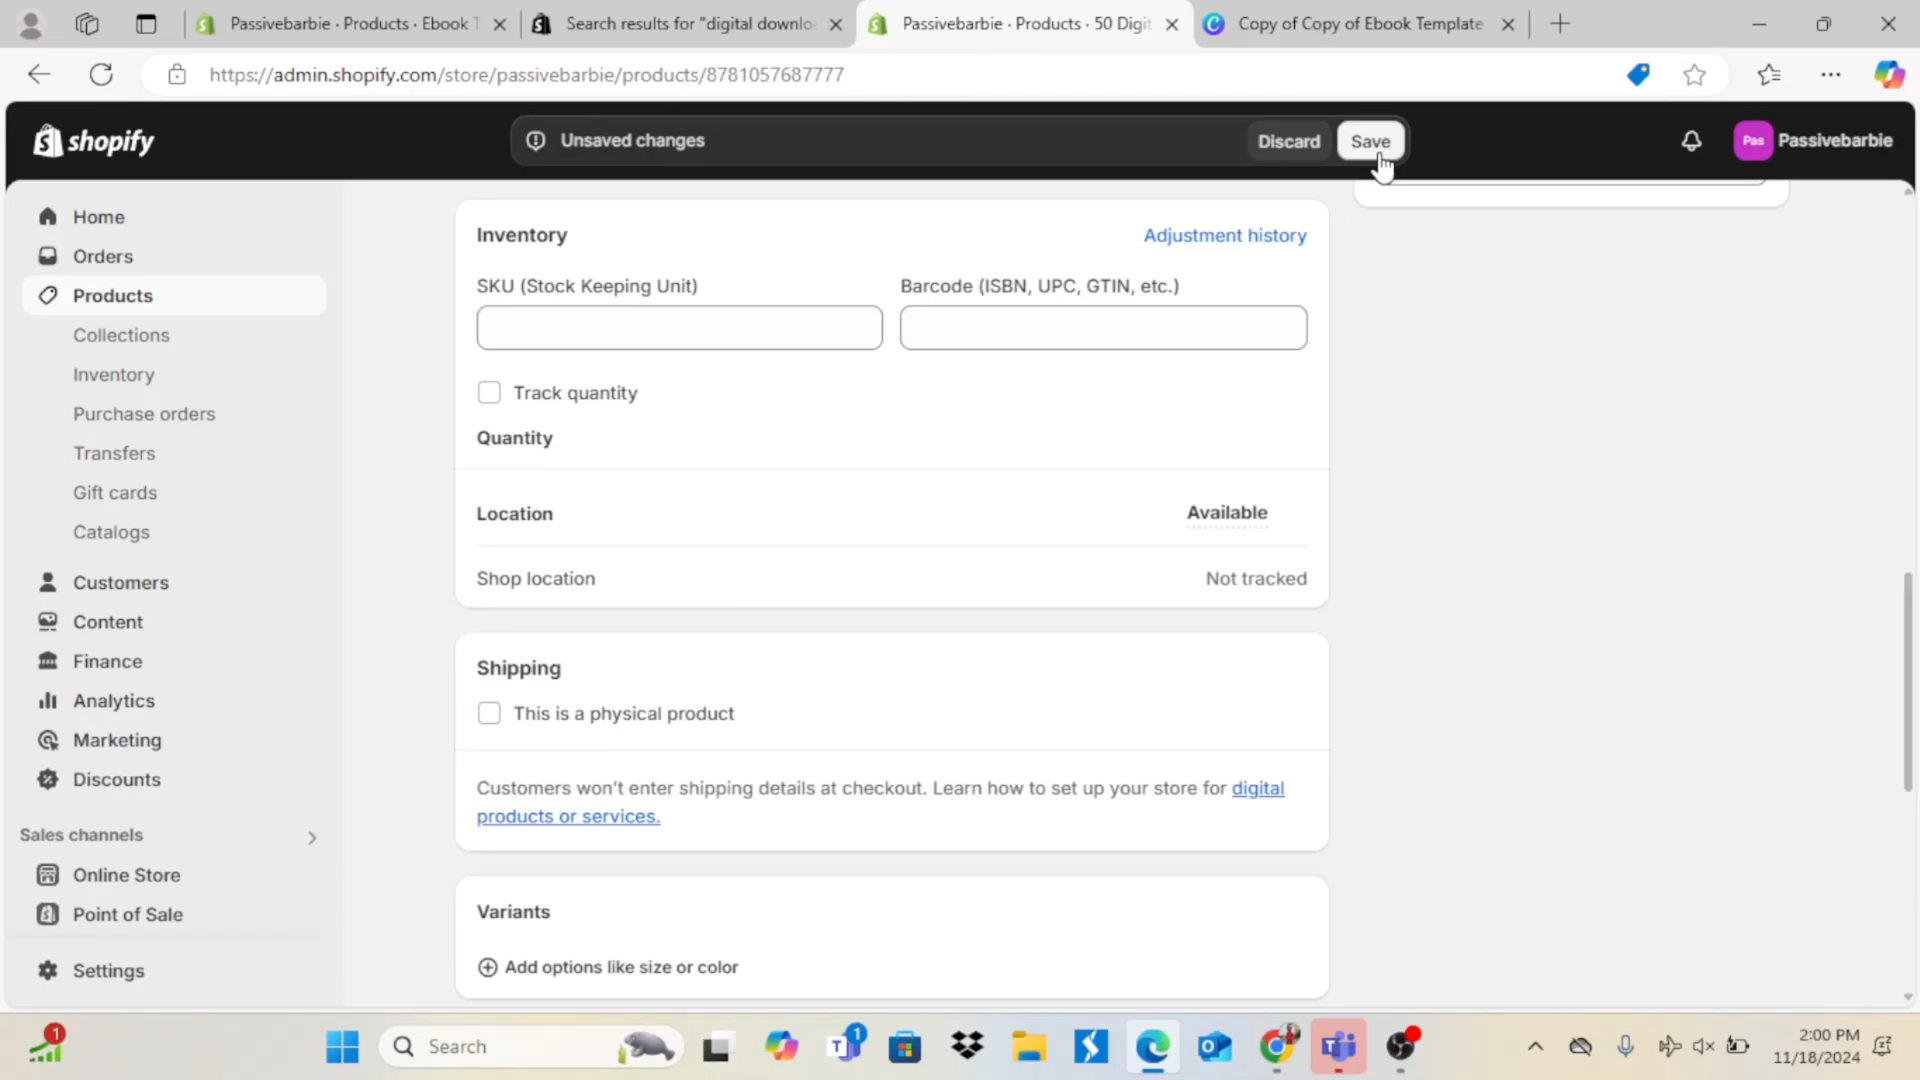 Passivebarbie · Products · Ebook T
Search results for "digital downlo
Passivebarbie · Products · 50 Digit
Copy of Copy of Ebook Template
https://admin.shopify.com/store/passivebarbie/products/8781057687777
shopify
Unsaved changes
Discard
Save
Pas
Passivebarbie
Home
Orders
Products
Collections
Inventory
Purchase orders
Transfers
Gift cards
Catalogs
Customers
Content
Finance
Analytics
Marketing
Discounts
Sales channels
Online Store
Point of Sale
Settings
Inventory
Adjustment history
SKU (Stock Keeping Unit)
Barcode (ISBN, UPC, GTIN, etc.)
Track quantity
Quantity
Location
Available
Shop location
Not tracked
Shipping
This is a physical product
Customers won't enter shipping details at checkout. Learn how to set up your store for digital
products or services.
Variants
Add options like size or color
1
Search
1
2:00 PM
11/18/2024